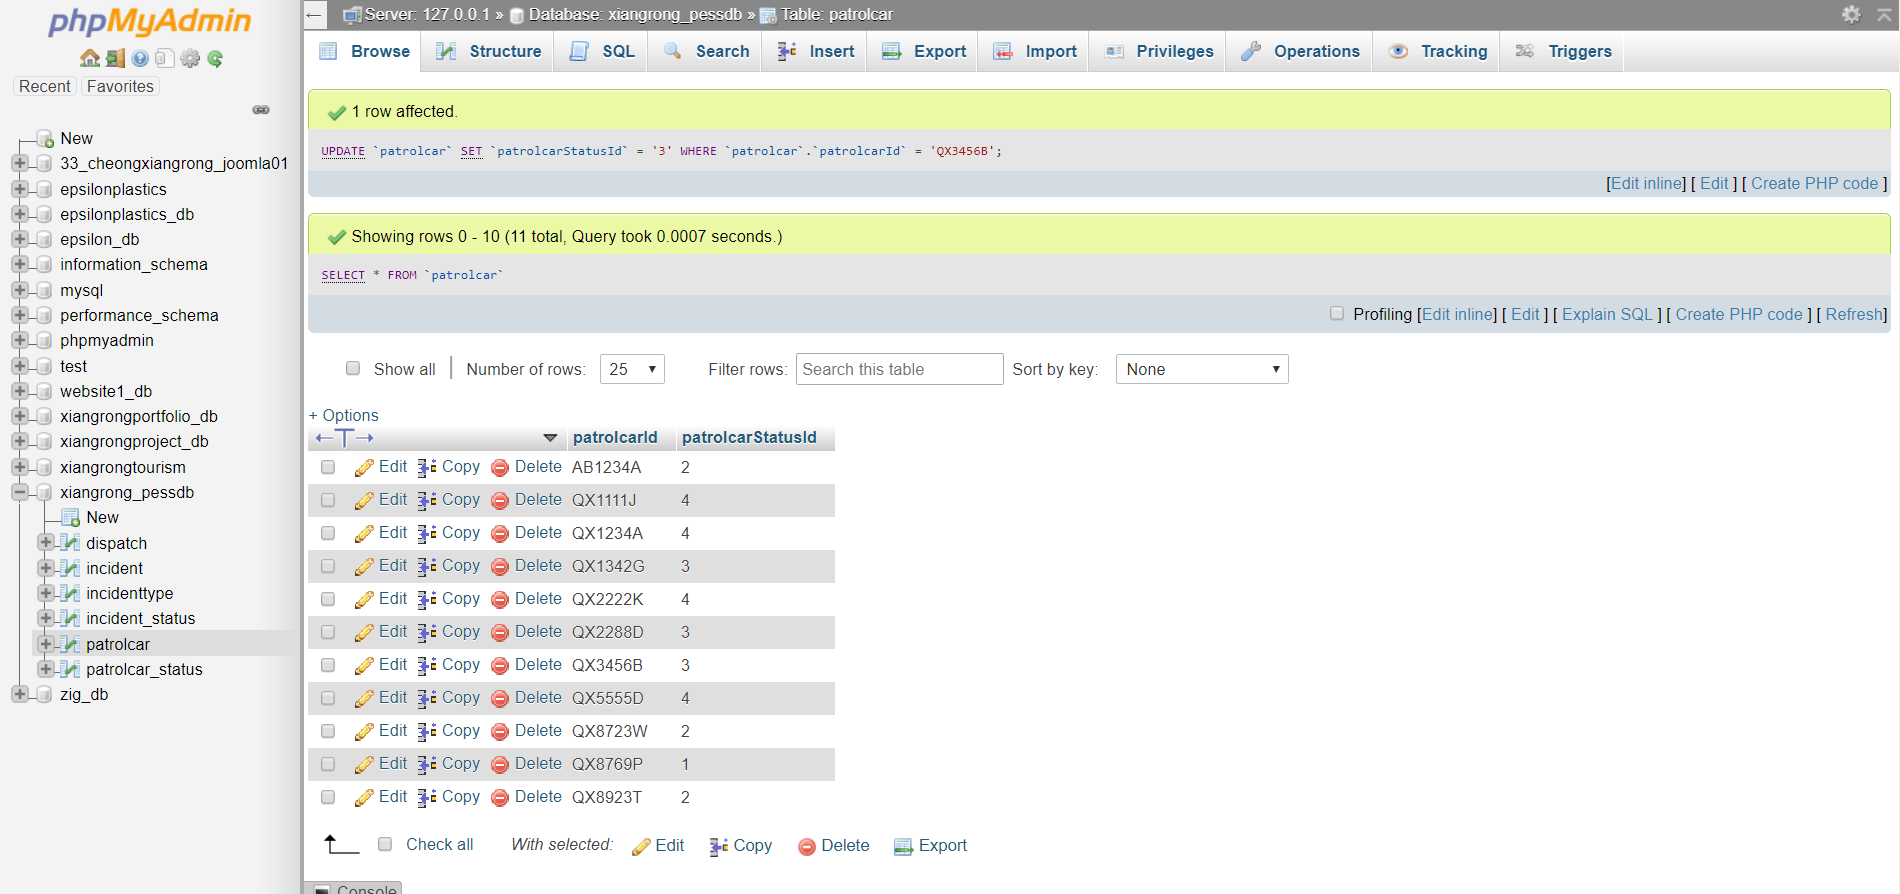 phpMyAdmin
Recent Favorites
New
33_cheongxiangrong_joomla01
epsilonplastics
epsilonplastics_db
epsilon_db
information_schema
mysql
performance_schema
phpmyadmin
test
website1_db
xiangrongportfolio_db
xiangrongproject_db
xiangrongtourism
xiangrong_pessdb
New
dispatch
incident
incidenttype
incident_status
patrolcar
patrolcar_status
zig_db
Server: 127.0.0.1 » Database: xiangrong_pessdb » Table: patrolcar
Browse Structure SQL Search Insert Export Import Privileges Operations Tracking Triggers
1 row affected.
UPDATE `patrolcar` SET `patrolcarStatusId` = '3' WHERE `patrolcar`.`patrolcarId` = 'QX3456B';
[Edit inline] [ Edit ] [ Create PHP code ]
Showing rows 0 - 10 (11 total, Query took 0.0007 seconds.)
SELECT * FROM `patrolcar`
Profiling [Edit inline] [ Edit ] [ Explain SQL ] [ Create PHP code ] [ Refresh]
Show all | Number of rows: 25 Filter rows: Search this table Sort by key: None
+ Options
←T→ patrolcarId patrolcarStatusId
Edit Copy Delete AB1234A 2
Edit Copy Delete QX1111J 4
Edit Copy Delete QX1234A 4
Edit Copy Delete QX1342G 3
Edit Copy Delete QX2222K 4
Edit Copy Delete QX2288D 3
Edit Copy Delete QX3456B 3
Edit Copy Delete QX5555D 4
Edit Copy Delete QX8723W 2
Edit Copy Delete QX8769P 1
Edit Copy Delete QX8923T 2
Check all With selected: Edit Copy Delete Export
Console